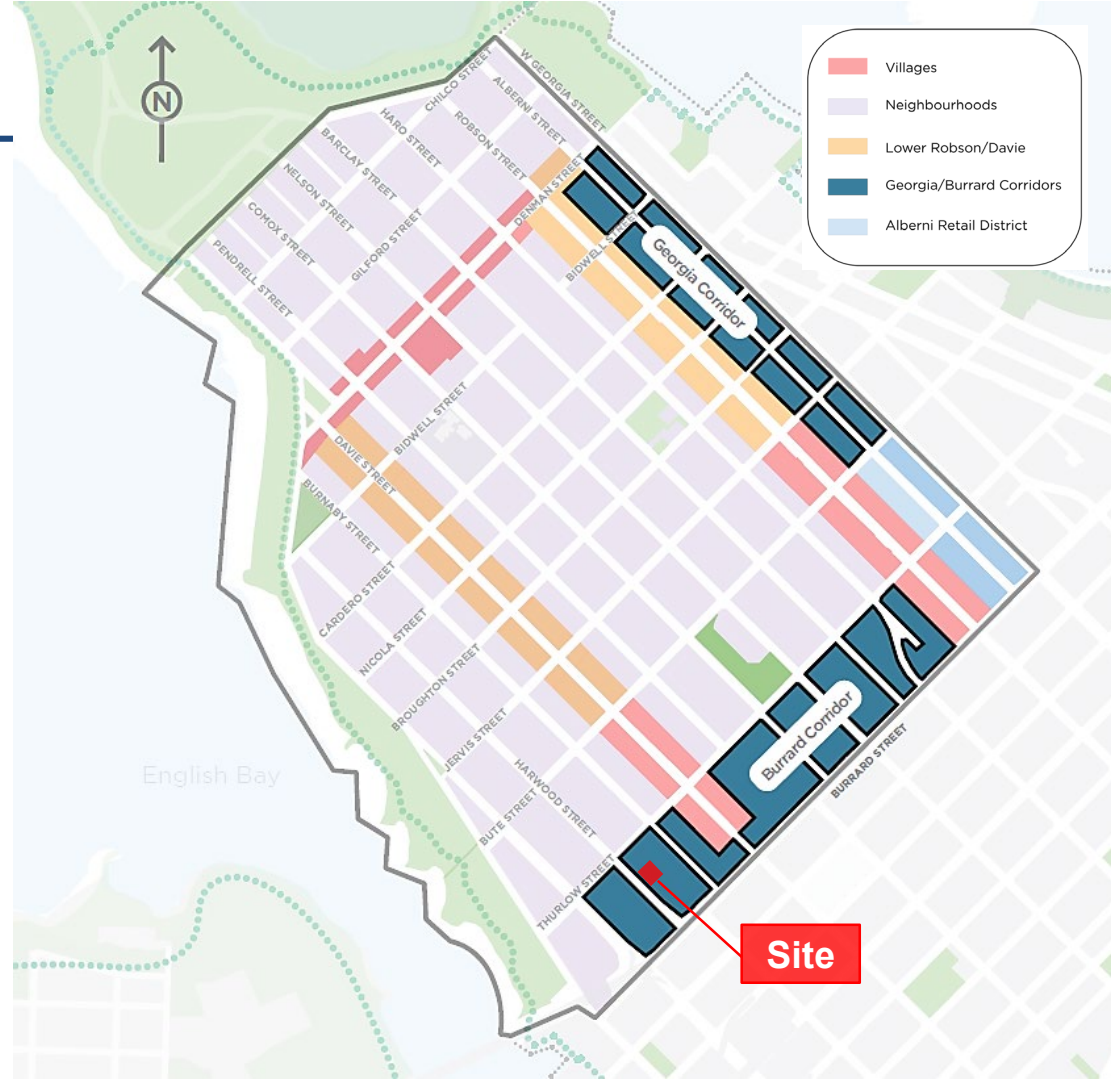 N
Villages
Neighbourhoods
Lower Robson/Davie
Georgia/Burrard Corridors
Alberni Retail District
W GEORGIA STREET
CHILCO STREET
ALBERNI STREET
HARO STREET
ROBSON STREET
BARCLAY STREET
NELSON STREET
DENMAN STREET
COMOX STREET
GILFORD STREET
BIDWELL STREET
PENDRELL STREET
Georgia Corridor
BIDWELL STREET
DAVIE STREET
BURNABY STREET
CARDERO STREET
NICOLA STREET
BROUGHTON STREET
JERVIS STREET
Burrard Corridor
BURRARD STREET
English Bay
HARWOOD STREET
BUTE STREET
THURLOW STREET
Site